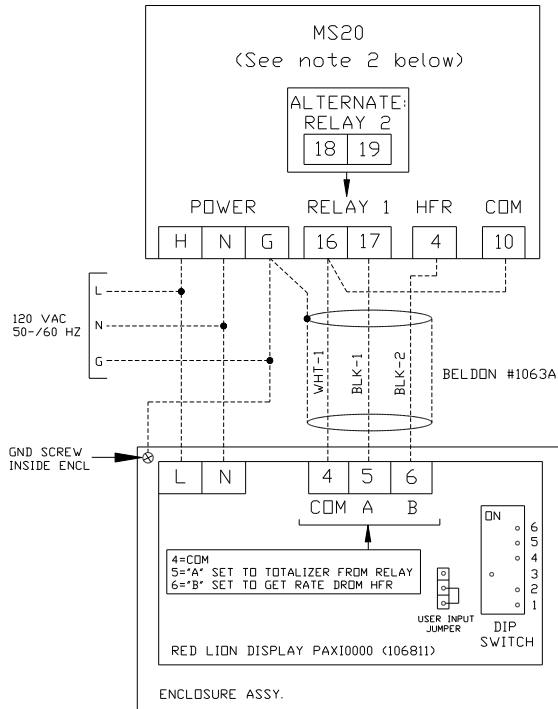 MS20
(See note 2 below)
ALTERNATE:
RELAY 2
18 19
POWER RELAY 1 HFR COM
H N G 16 17 4 10
L
120 VAC
50-/60 HZ
N
G
WHT-1
BLK-1
BLK-2
BELDON #1063A
GND SCREW
INSIDE ENCL
L N 4 5 6
COM A B
4=COM
5="A" SET TO TOTALIZER FROM RELAY
6="B" SET TO GET RATE DROM HFR
ON
6
5
4
3
2
1
USER INPUT
JUMPER
DIP
SWITCH
RED LION DISPLAY PAXI0000 (106811)
ENCLOSURE ASSY.